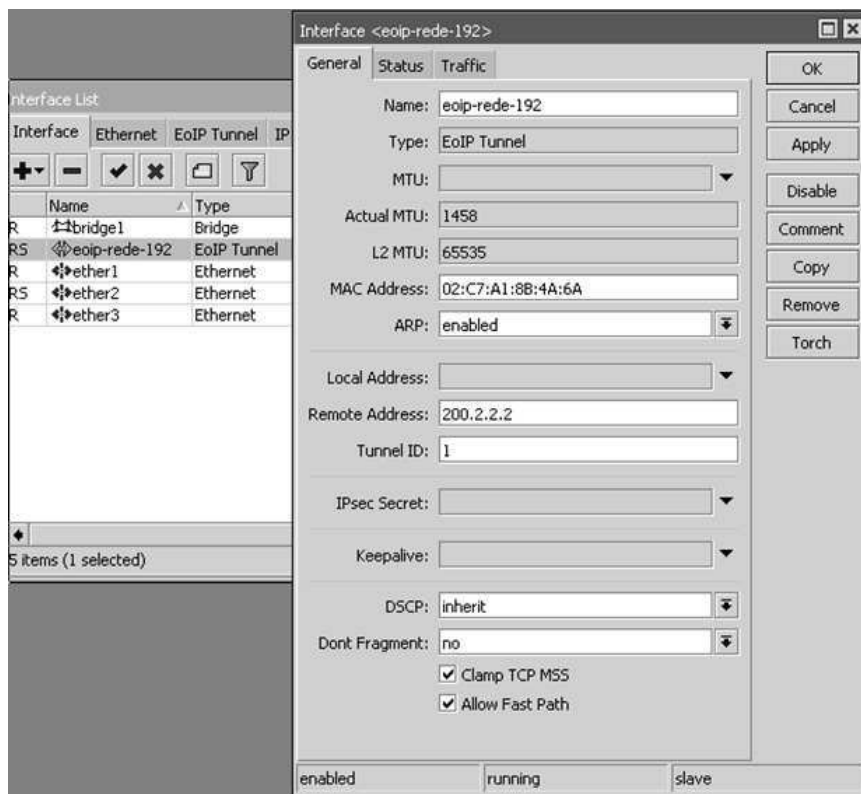 Interface List
Interface Ethernet EoIP Tunnel IP
Name Type
R bridge1 Bridge
RS eoip-rede-192 EoIP Tunnel
R ether1 Ethernet
RS ether2 Ethernet
R ether3 Ethernet
5 items (1 selected)
Interface <eoip-rede-192>
General Status Traffic
Name: eoip-rede-192
Type: EoIP Tunnel
MTU:
Actual MTU: 1458
L2 MTU: 65535
MAC Address: 02:C7:A1:8B:4A:6A
ARP: enabled
Local Address:
Remote Address: 200.2.2.2
Tunnel ID: 1
IPsec Secret:
Keepalive:
DSCP: inherit
Dont Fragment: no
Clamp TCP MSS
Allow Fast Path
OK
Cancel
Apply
Disable
Comment
Copy
Remove
Torch
enabled running slave